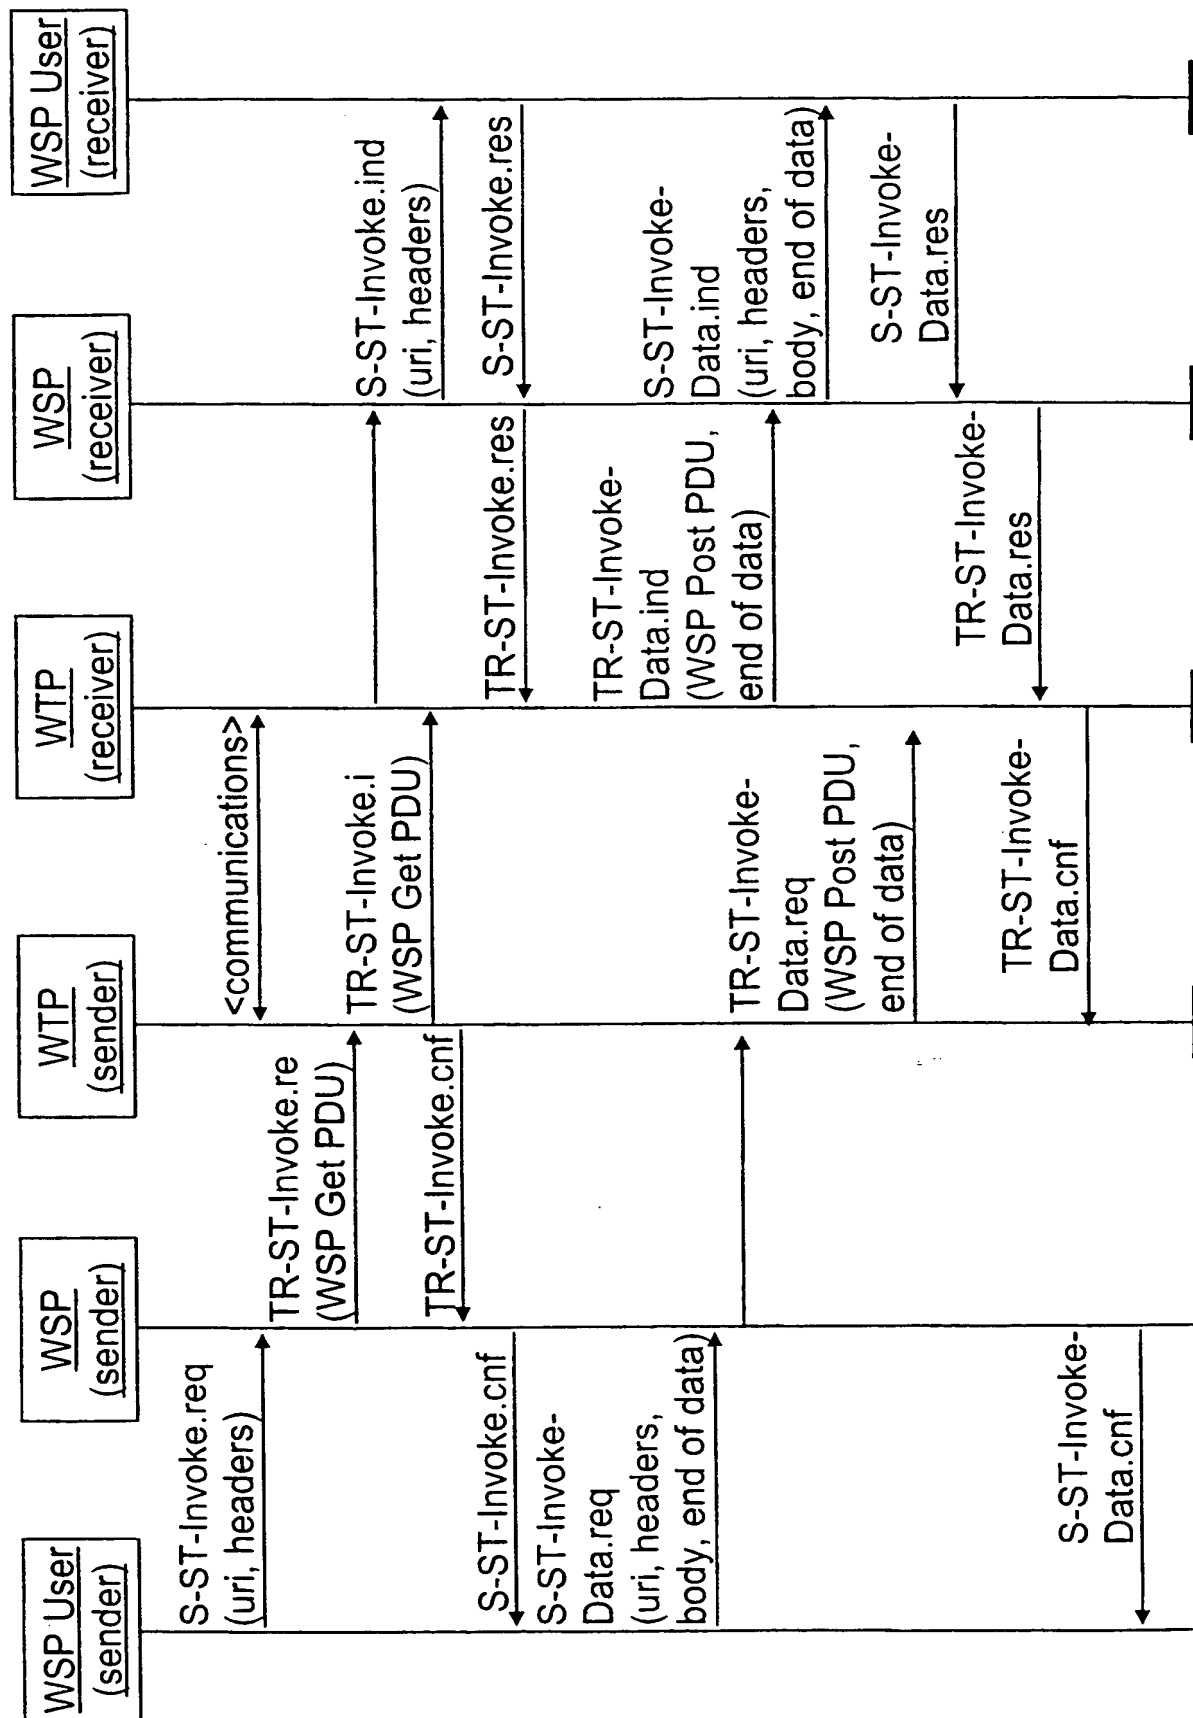 WSP User
(sender)
WSP
(sender)
WTP
(sender)
WTP
(receiver)
WSP
(receiver)
WSP User
(receiver)
S-ST-Invoke.req
(uri, headers)
TR-ST-Invoke.re
(WSP Get PDU)
<communications>
TR-ST-Invoke.i
(WSP Get PDU)
S-ST-Invoke.ind
(uri, headers)
TR-ST-Invoke.cnf
TR-ST-Invoke.res
S-ST-Invoke.res
S-ST-Invoke.cnf
S-ST-Invoke-
Data.req
(uri, headers,
body, end of data)
TR-ST-Invoke-
Data.req
(WSP Post PDU,
end of data)
TR-ST-Invoke-
Data.ind
(WSP Post PDU,
end of data)
S-ST-Invoke-
Data.ind
(uri, headers,
body, end of data)
S-ST-Invoke-
Data.res
TR-ST-Invoke-
Data.res
TR-ST-Invoke-
Data.cnf
S-ST-Invoke-
Data.cnf